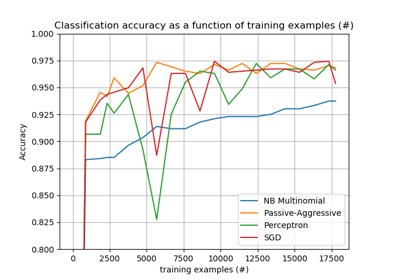 Classification accuracy as a function of training examples (#)
1.000
0.975
0.950
0.925
0.900
0.875
0.850
0.825
0.800
Accuracy
NB Multinomial
Passive-Aggressive
Perceptron
SGD
0 2500 5000 7500 10000 12500 15000 17500
training examples (#)